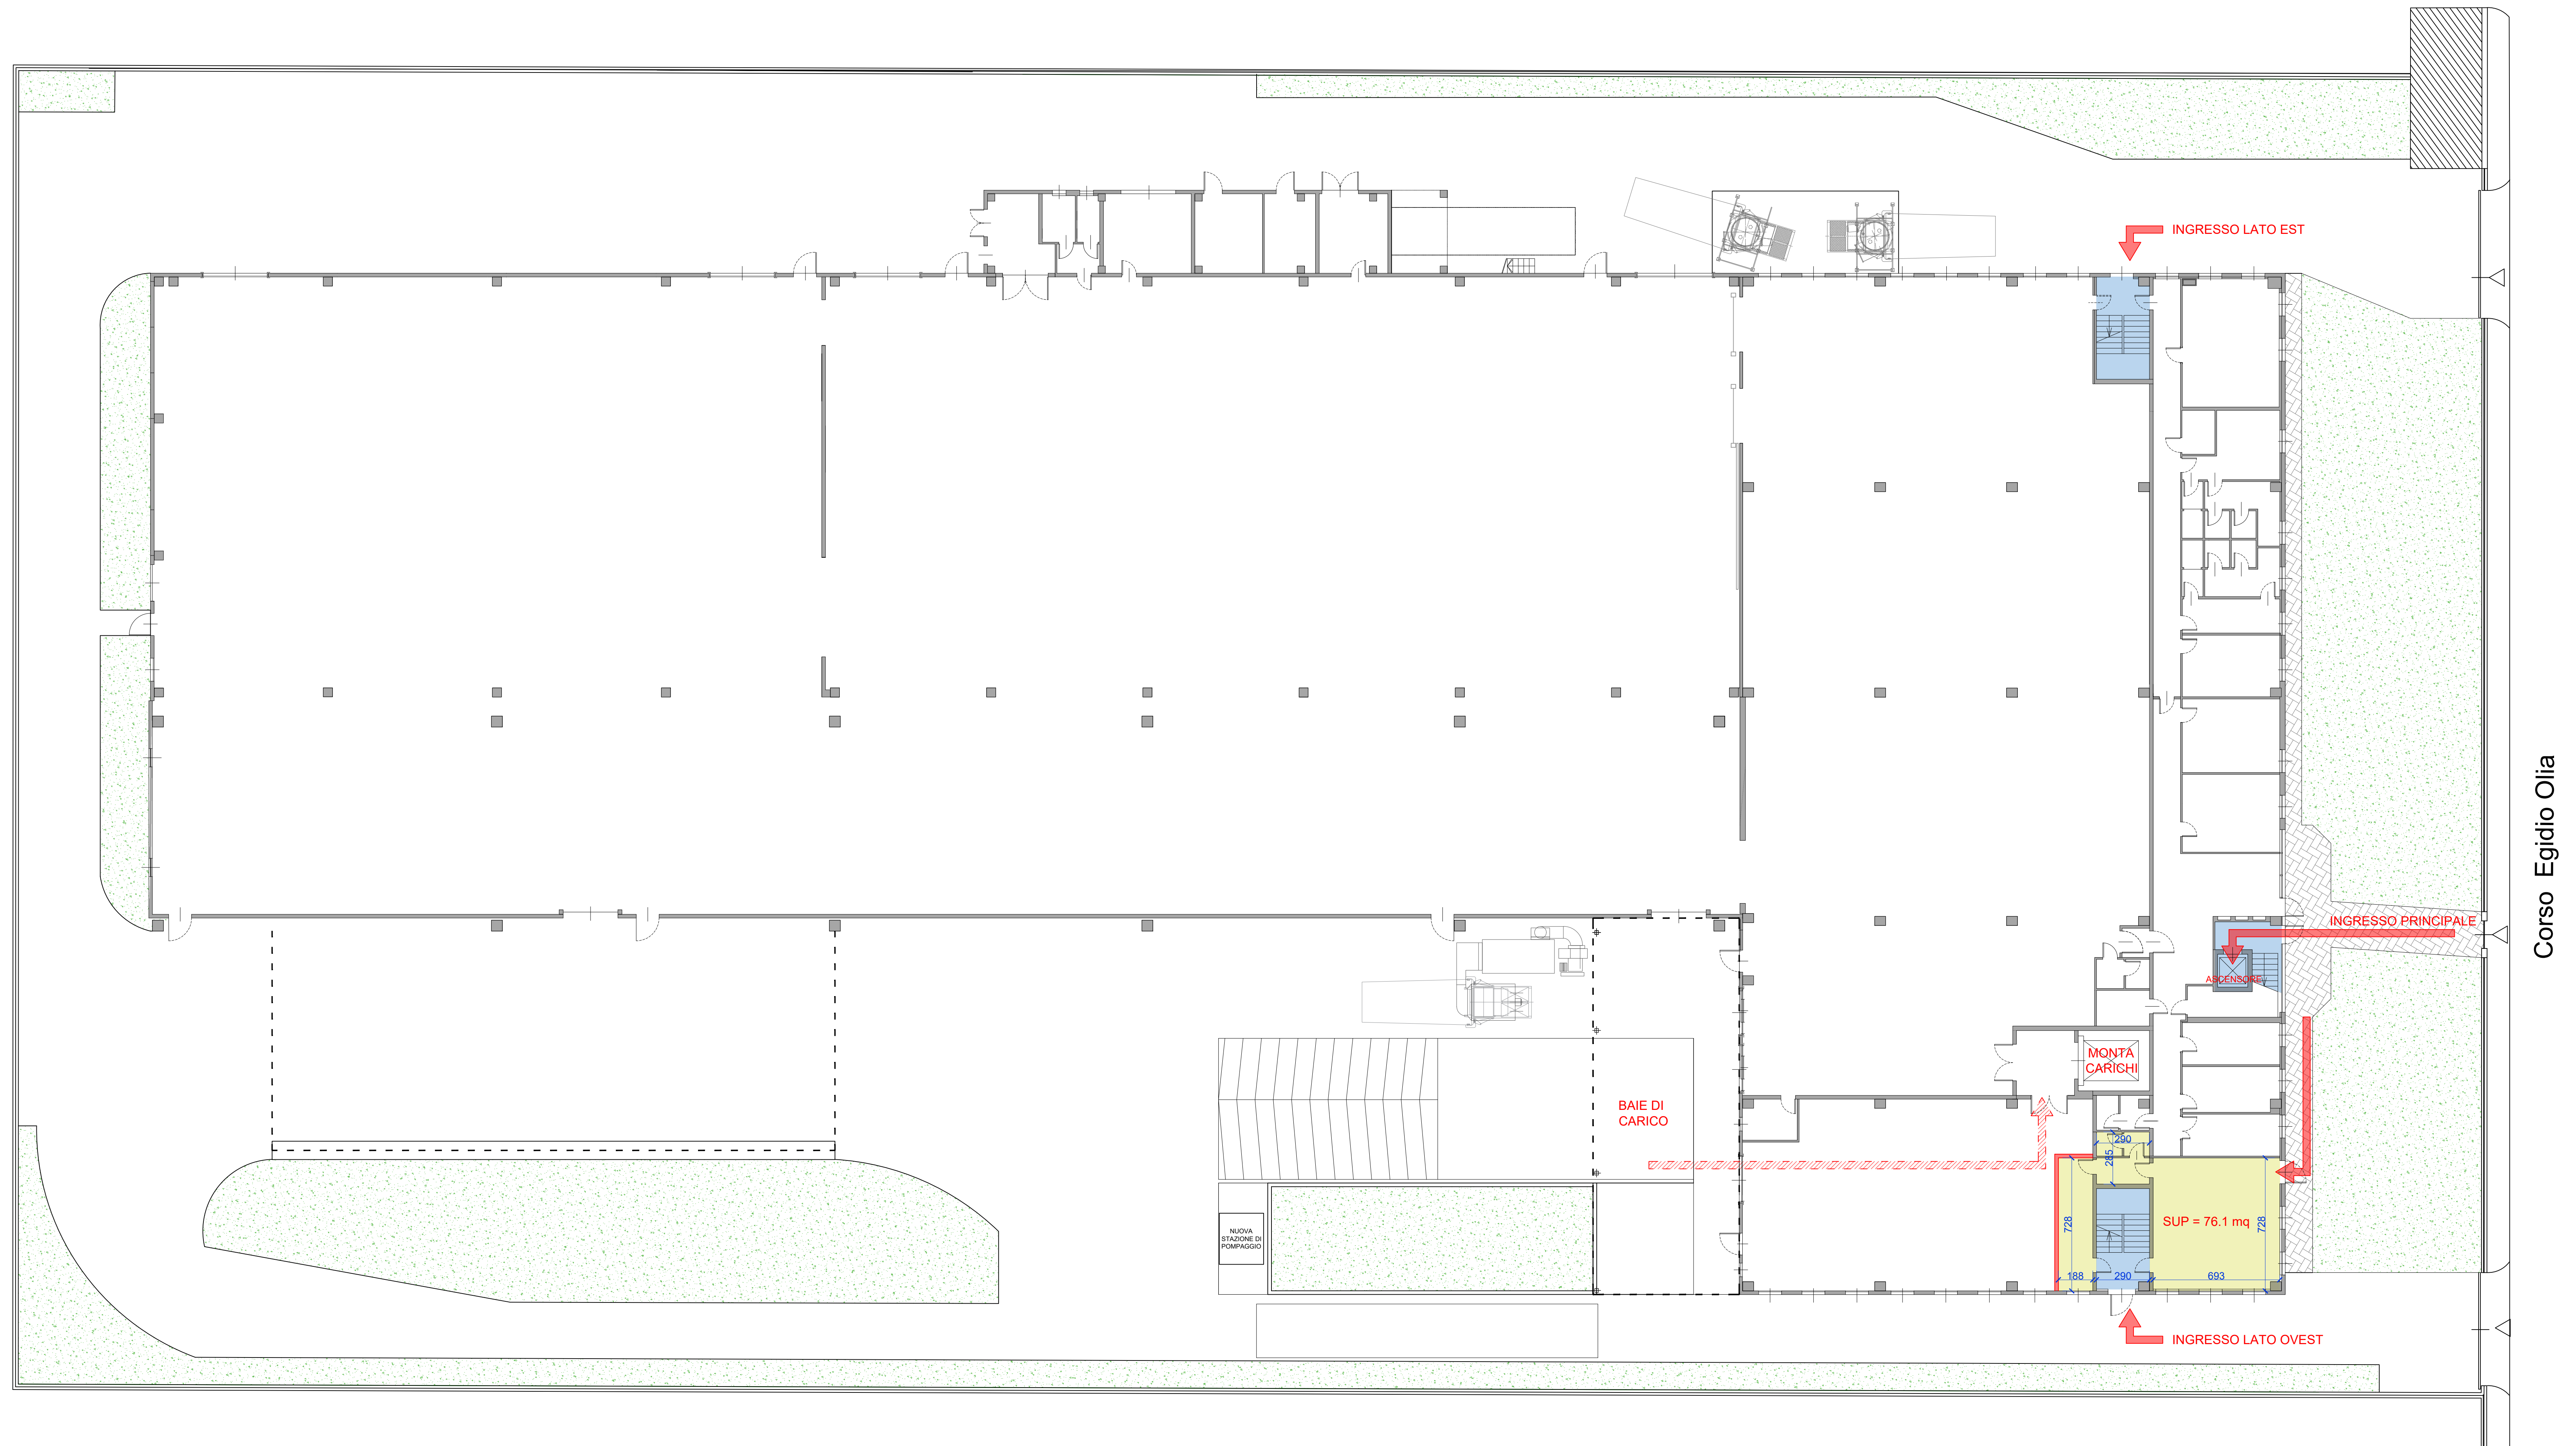 INGRESSO LATO EST
Corso Egidio Olia
INGRESSO PRINCIPALE
ASCENSORE
MONTA
CARICHI
BAIE DI
CARICO
290
285
728
SUP = 76.1 mq
728
NUOVA
STAZIONE DI
POMPAGGIO
188
290
693
INGRESSO LATO OVEST